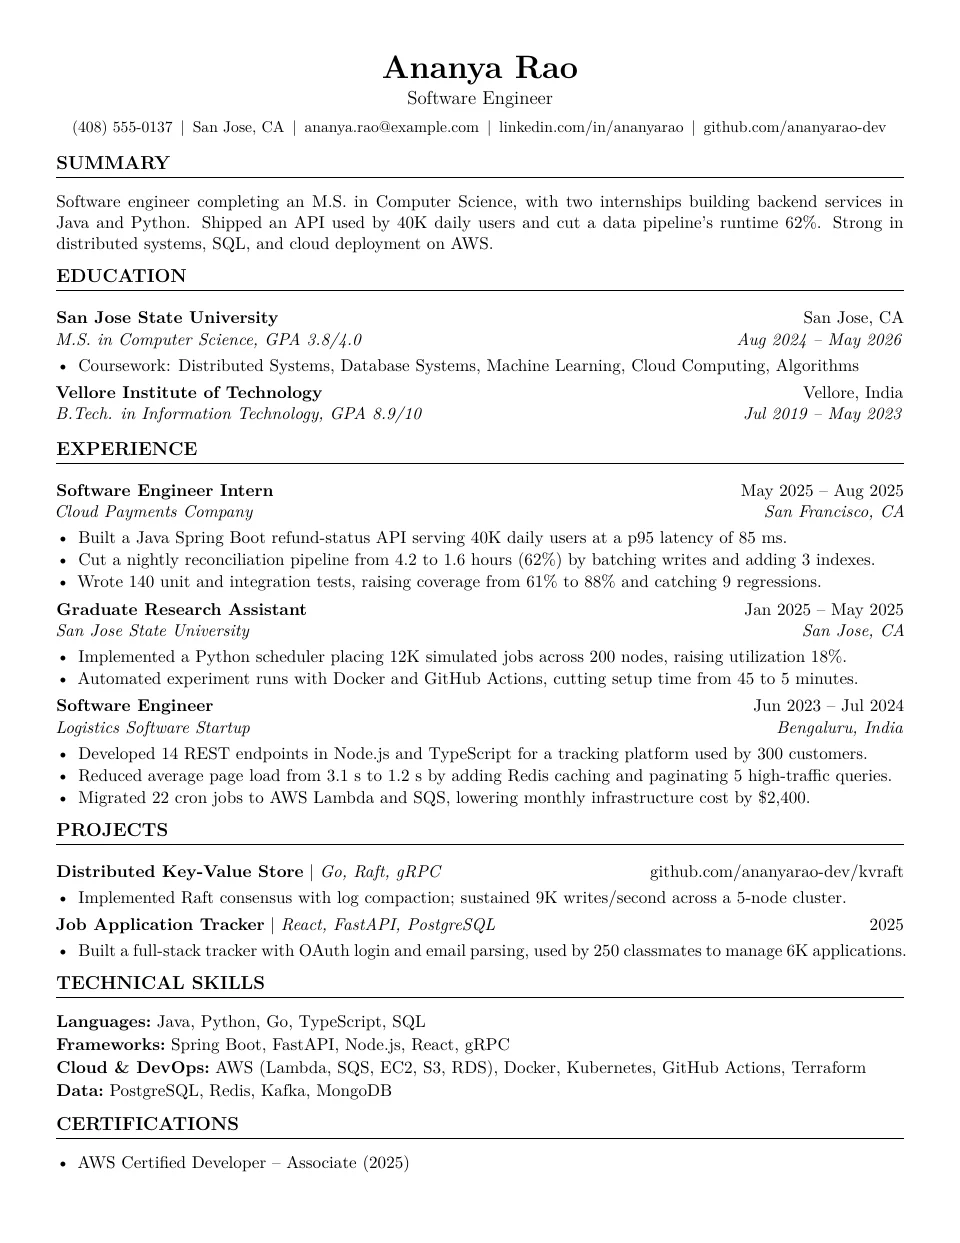 Ananya Rao
Software Engineer
(408) 555-0137 | San Jose, CA | ananya.rao@example.com | linkedin.com/in/ananyarao | github.com/ananyarao-dev
SUMMARY
Software engineer completing an M.S. in Computer Science, with two internships building backend services in
Java and Python. Shipped an API used by 40K daily users and cut a data pipeline's runtime 62%. Strong in
distributed systems, SQL, and cloud deployment on AWS.
EDUCATION
San Jose State University San Jose, CA
M.S. in Computer Science, GPA 3.8/4.0 Aug 2024 – May 2026
• Coursework: Distributed Systems, Database Systems, Machine Learning, Cloud Computing, Algorithms
Vellore Institute of Technology Vellore, India
B.Tech. in Information Technology, GPA 8.9/10 Jul 2019 – May 2023
EXPERIENCE
Software Engineer Intern May 2025 – Aug 2025
Cloud Payments Company San Francisco, CA
• Built a Java Spring Boot refund-status API serving 40K daily users at a p95 latency of 85 ms.
• Cut a nightly reconciliation pipeline from 4.2 to 1.6 hours (62%) by batching writes and adding 3 indexes.
• Wrote 140 unit and integration tests, raising coverage from 61% to 88% and catching 9 regressions.
Graduate Research Assistant Jan 2025 – May 2025
San Jose State University San Jose, CA
• Implemented a Python scheduler placing 12K simulated jobs across 200 nodes, raising utilization 18%.
• Automated experiment runs with Docker and GitHub Actions, cutting setup time from 45 to 5 minutes.
Software Engineer Jun 2023 – Jul 2024
Logistics Software Startup Bengaluru, India
• Developed 14 REST endpoints in Node.js and TypeScript for a tracking platform used by 300 customers.
• Reduced average page load from 3.1 s to 1.2 s by adding Redis caching and paginating 5 high-traffic queries.
• Migrated 22 cron jobs to AWS Lambda and SQS, lowering monthly infrastructure cost by $2,400.
PROJECTS
Distributed Key-Value Store | Go, Raft, gRPC github.com/ananyarao-dev/kvraft
• Implemented Raft consensus with log compaction; sustained 9K writes/second across a 5-node cluster.
Job Application Tracker | React, FastAPI, PostgreSQL 2025
• Built a full-stack tracker with OAuth login and email parsing, used by 250 classmates to manage 6K applications.
TECHNICAL SKILLS
Languages: Java, Python, Go, TypeScript, SQL
Frameworks: Spring Boot, FastAPI, Node.js, React, gRPC
Cloud & DevOps: AWS (Lambda, SQS, EC2, S3, RDS), Docker, Kubernetes, GitHub Actions, Terraform
Data: PostgreSQL, Redis, Kafka, MongoDB
CERTIFICATIONS
• AWS Certified Developer – Associate (2025)